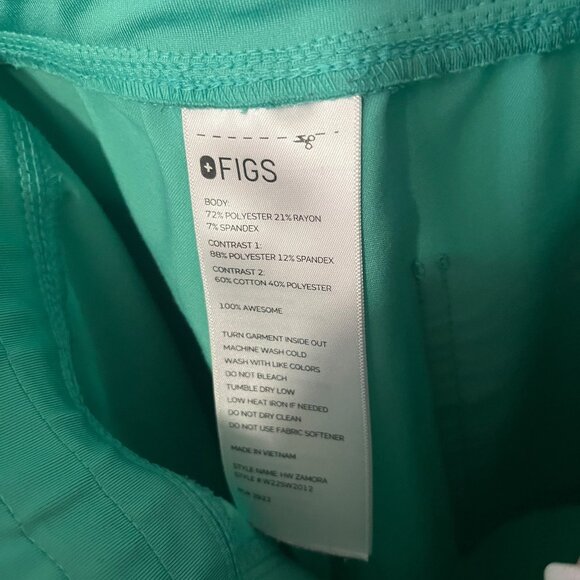 FIGS
BODY:
72% POLYESTER 21% RAYON
7% SPANDEX
CONTRAST 1:
88% POLYESTER 12% SPANDEX
CONTRAST 2:
60% COTTON 40% POLYESTER
100% AWESOME
TURN GARMENT INSIDE OUT
MACHINE WASH COLD
WASH WITH LIKE COLORS
DO NOT BLEACH
TUMBLE DRY LOW
LOW HEAT IRON IF NEEDED
DO NOT DRY CLEAN
DO NOT USE FABRIC SOFTENER
MADE IN VIETNAM
STYLE NAME: HW ZAMORA
STYLE # W22SW2012